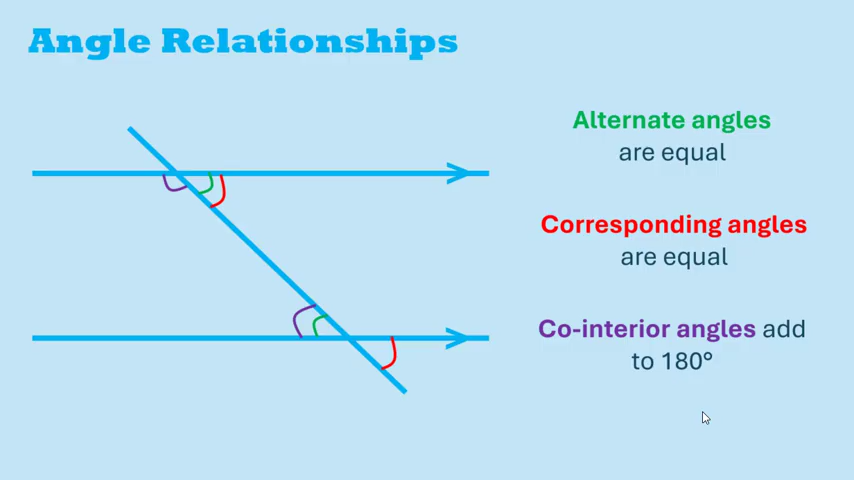 Angle Relationships
Alternate angles
are equal
Corresponding angles
are equal
Co-interior angles add
to 180°